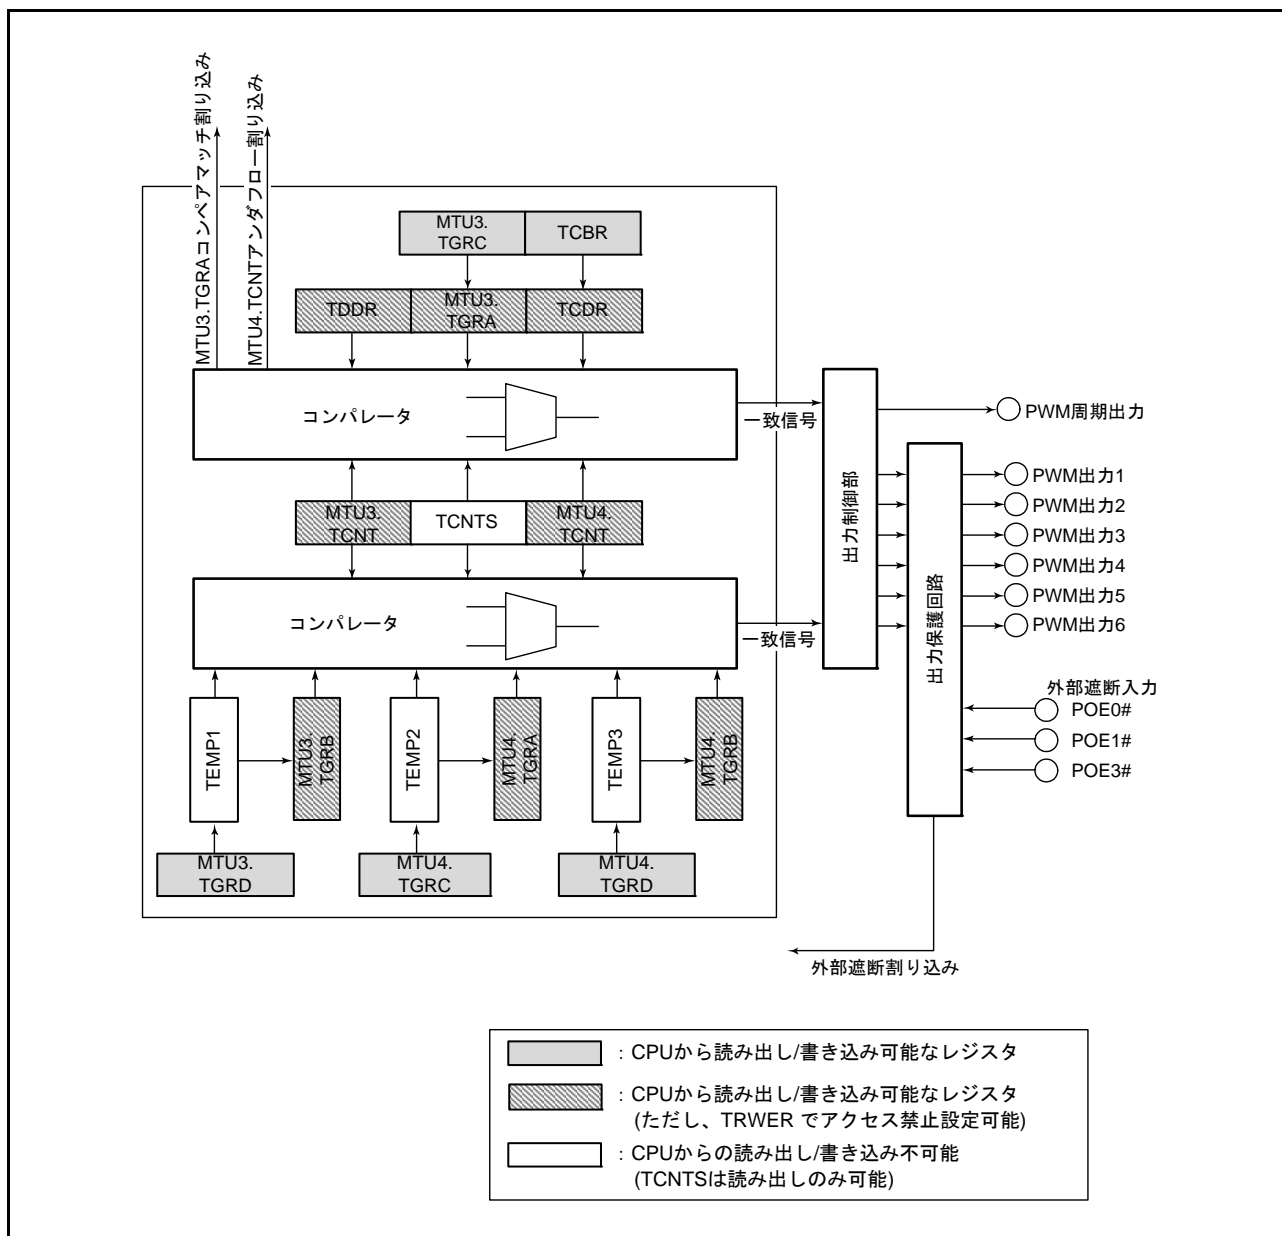 MTU3.TGRAコンペアマッチ割り込み
MTU4.TCNTアンダフロー割り込み
MTU3.
TGRC
TCBR
TDDR
MTU3.
TGRA
TCDR
コンパレータ
一致信号
MTU3.
TCNT
TCNTS
MTU4.
TCNT
コンパレータ
一致信号
TEMP1
MTU3.
TGRB
TEMP2
MTU4.
TGRA
TEMP3
MTU4.
TGRB
MTU3.
TGRD
MTU4.
TGRC
MTU4.
TGRD
出力制御部
出力保護回路
PWM周期出力
PWM出力1
PWM出力2
PWM出力3
PWM出力4
PWM出力5
PWM出力6
外部遮断入力
POE0#
POE1#
POE3#
外部遮断割り込み
：CPUから読み出し/書き込み可能なレジスタ
：CPUから読み出し/書き込み可能なレジスタ
(ただし、TRWER でアクセス禁止設定可能)
：CPUからの読み出し/書き込み不可能
(TCNTSは読み出しのみ可能)